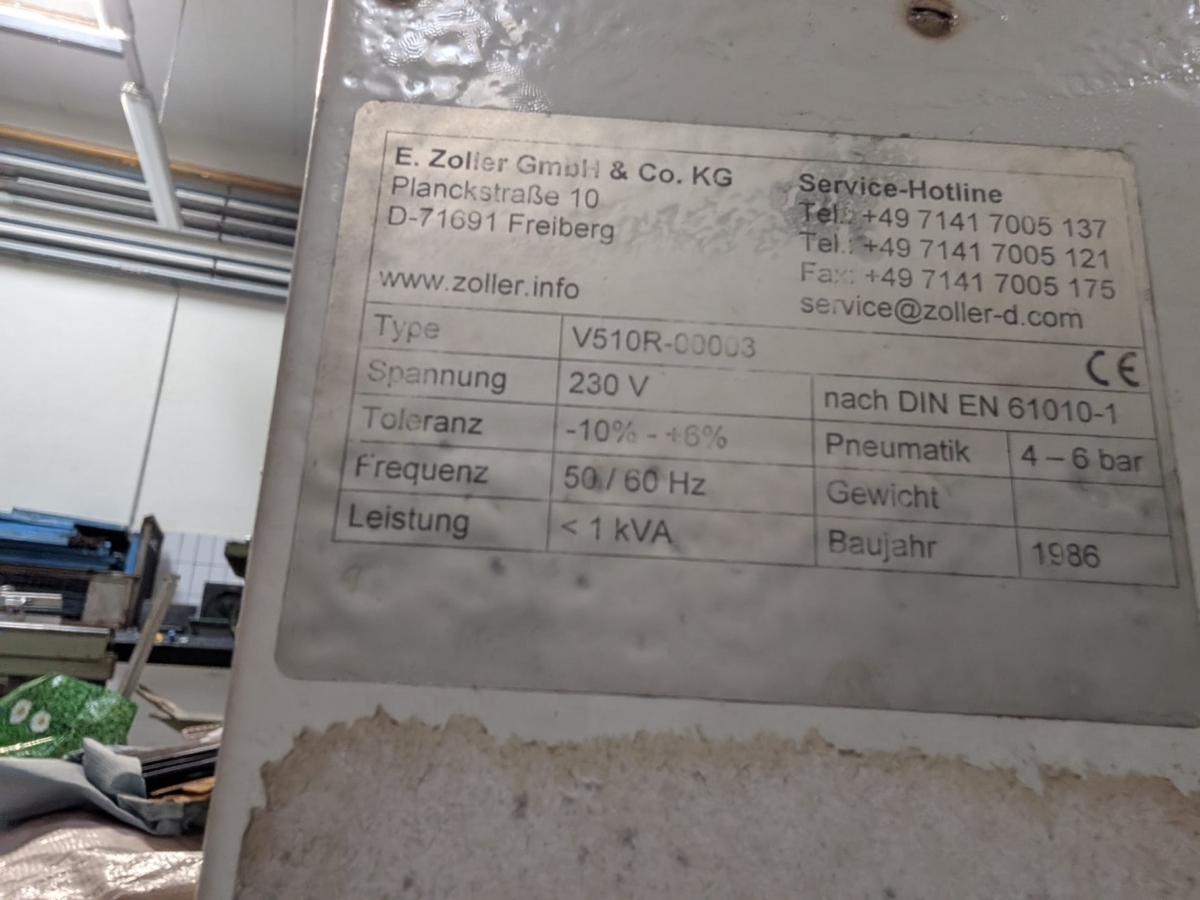 E. Zoller GmbH & Co. KG
Planckstraße 10
D-71691 Freiberg
www.zoller.info
Service-Hotline
Tel.: +49 7141 7005 137
Tel.: +49 7141 7005 121
Fax: +49 7141 7005 175
service@zoller-d.com
Type V510R-00003
CE
Spannung 230 V nach DIN EN 61010-1
Toleranz -10% - +6% Pneumatik 4 – 6 bar
Frequenz 50 / 60 Hz Gewicht
Leistung < 1 kVA Baujahr 1986